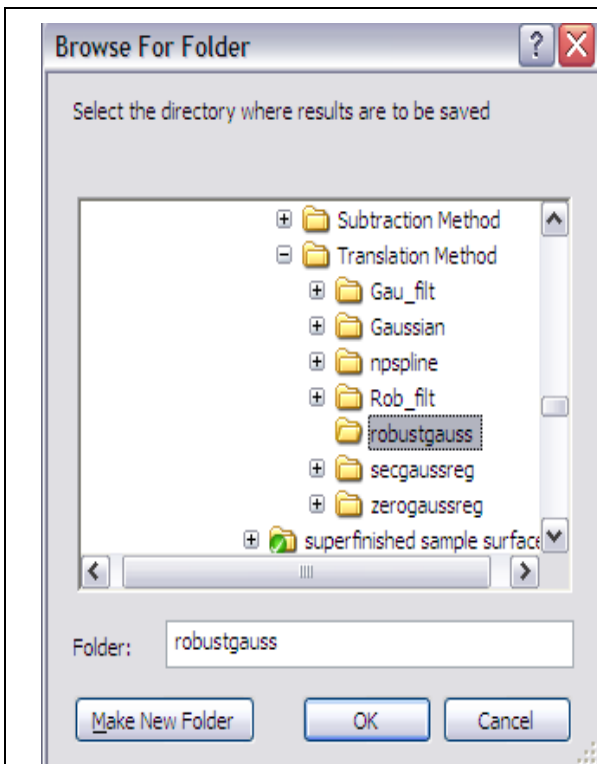 Browse For Folder
Select the directory where results are to be saved
Subtraction Method
Translation Method
Gau_filt
Gaussian
npspline
Rob_filt
robustgauss
secgaussreg
zerogaussreg
superfinished sample surface
Folder: robustgauss
Make New Folder OK Cancel